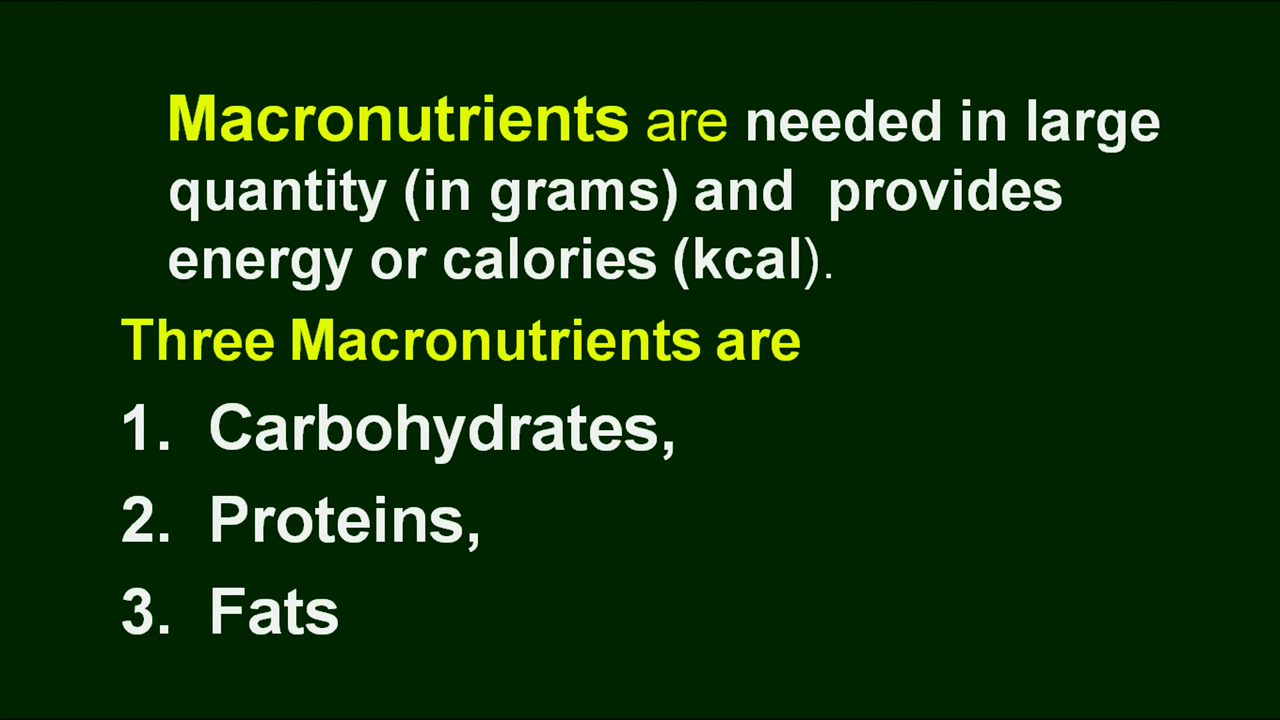 Macronutrients are needed in large
quantity (in grams) and provides
energy or calories (kcal).
Three Macronutrients are
1. Carbohydrates,
2. Proteins,
3. Fats